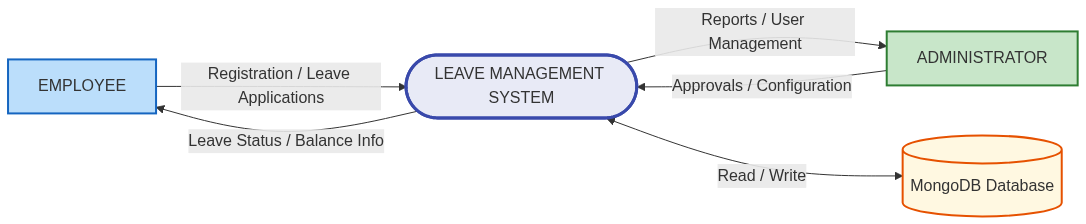 EMPLOYEE
Registration / Leave
Applications
Leave Status / Balance Info
LEAVE MANAGEMENT
SYSTEM
Reports / User
Management
Approvals / Configuration
Read / Write
ADMINISTRATOR
MongoDB Database